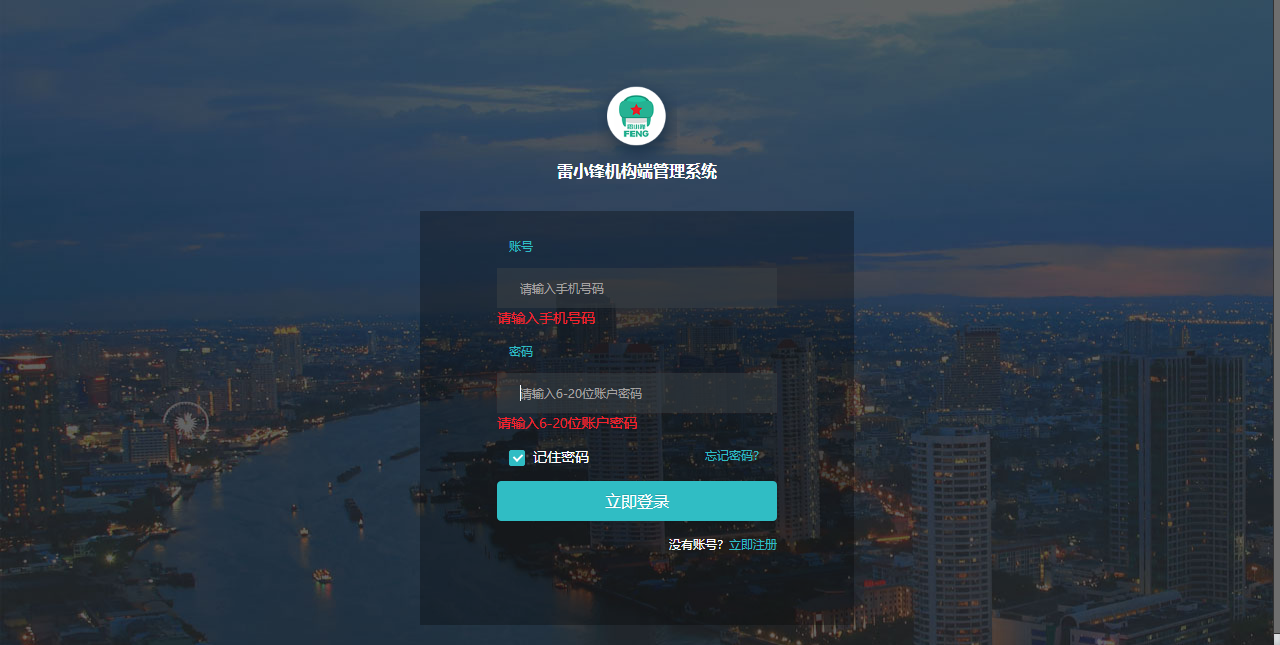 雷小锋
FENG
雷小锋机构端管理系统
账号
请输入手机号码
请输入手机号码
密码
请输入6-20位账户密码
请输入6-20位账户密码
记住密码 忘记密码?
立即登录
没有账号? 立即注册